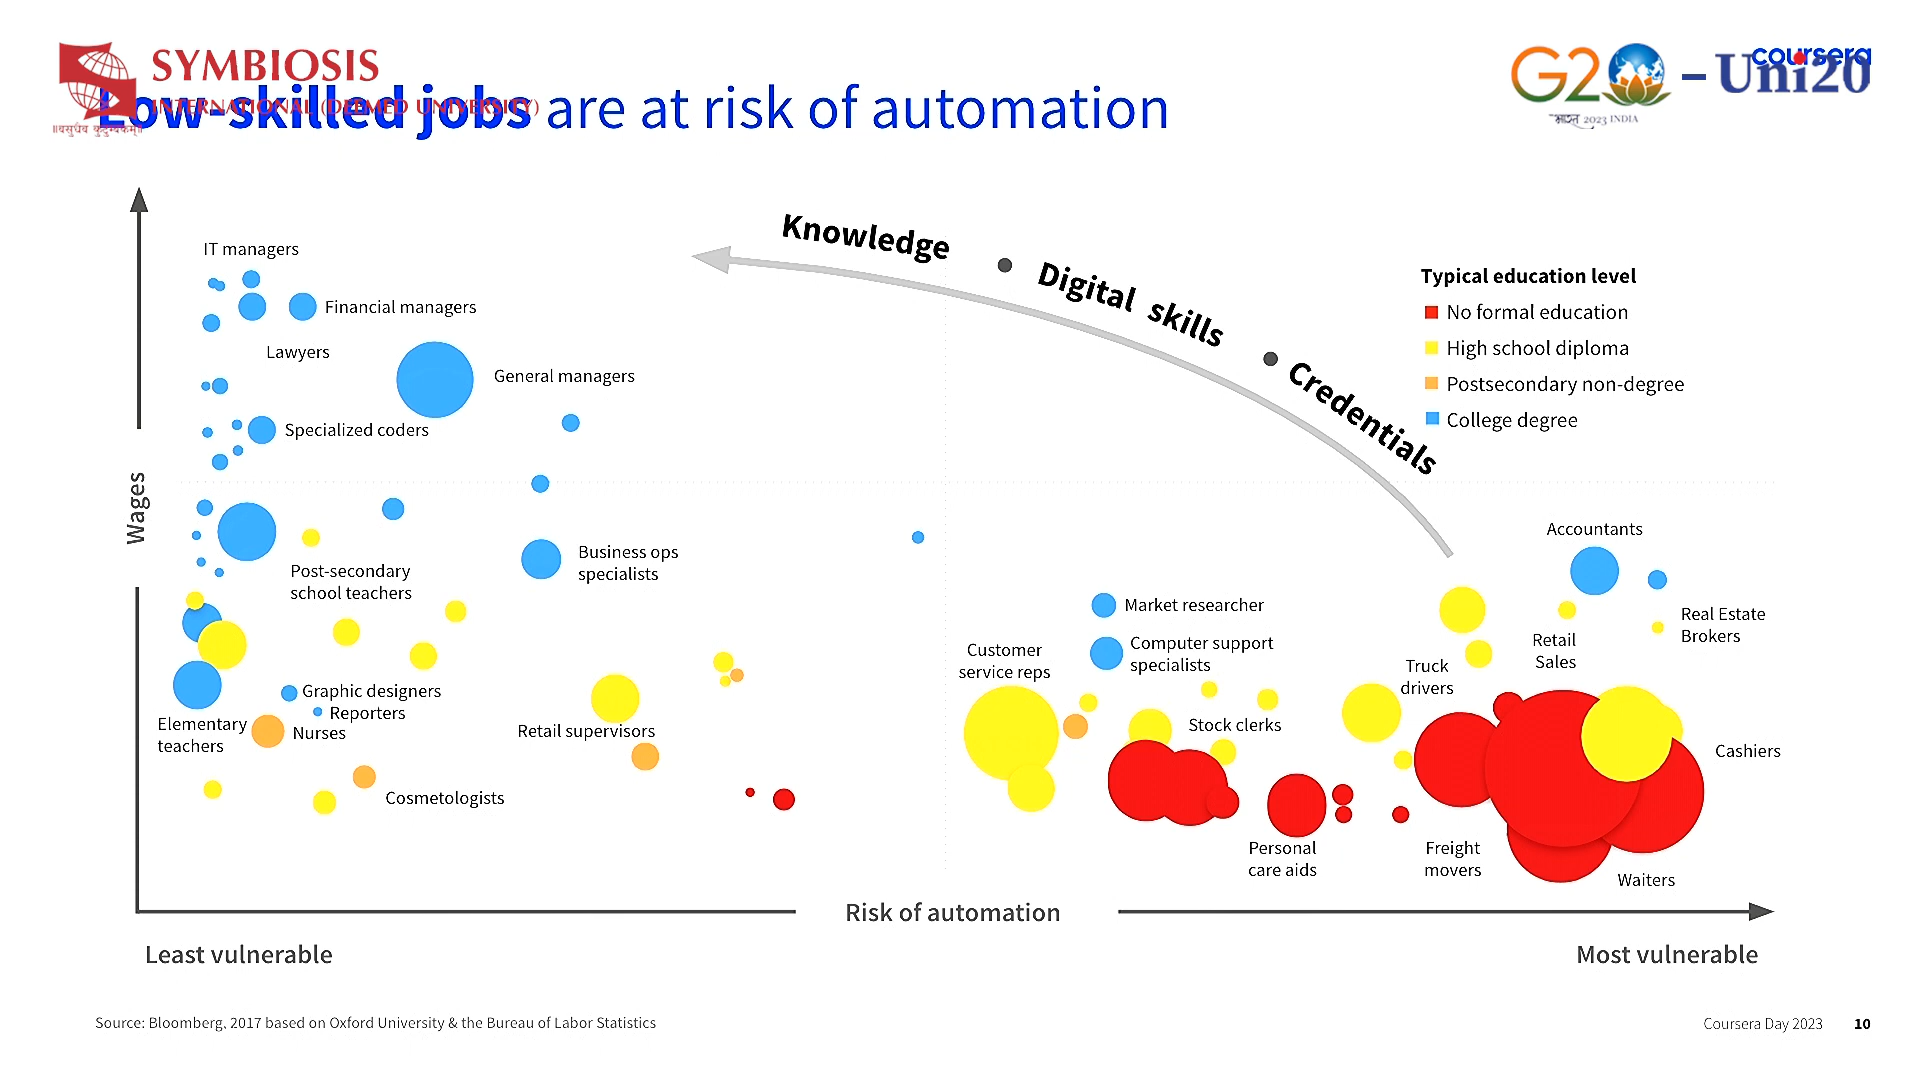 SYMBIOSIS
INTERNATIONAL (DEEMED UNIVERSITY)
॥वसुधैव कुटुम्बकम्॥
G20 – Uni20
भारत 2023 INDIA
coursera
Low-skilled jobs are at risk of automation
Knowledge • Digital skills • Credentials
Typical education level
No formal education
High school diploma
Postsecondary non-degree
College degree
Wages
IT managers
Financial managers
Lawyers
General managers
Specialized coders
Post-secondary
school teachers
Business ops
specialists
Graphic designers
Reporters
Elementary
teachers
Nurses
Cosmetologists
Retail supervisors
Customer
service reps
Market researcher
Computer support
specialists
Stock clerks
Personal
care aids
Truck
drivers
Freight
movers
Accountants
Retail
Sales
Real Estate
Brokers
Cashiers
Waiters
Risk of automation
Least vulnerable
Most vulnerable
Source: Bloomberg, 2017 based on Oxford University & the Bureau of Labor Statistics
Coursera Day 2023 10